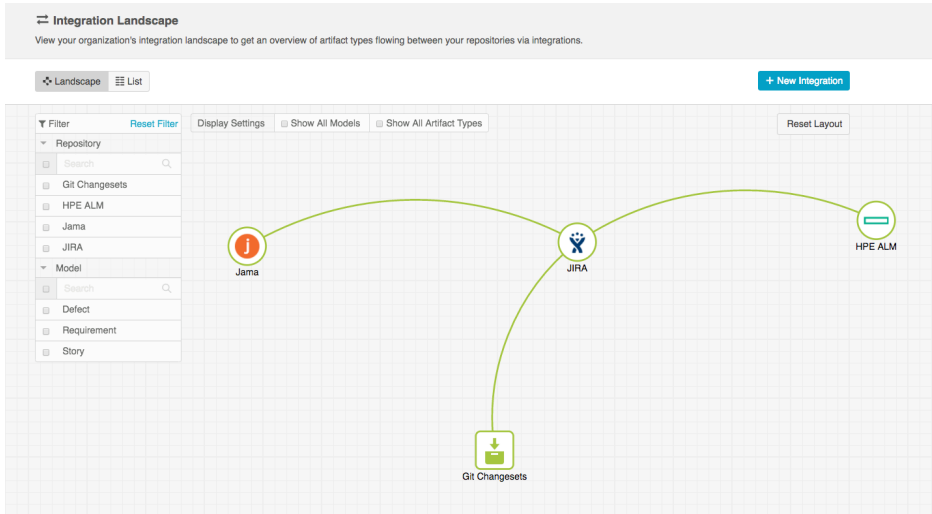 Integration Landscape
View your organization's integration landscape to get an overview of artifact types flowing between your repositories via integrations.
Landscape List + New Integration
Filter Reset Filter Display Settings Show All Models Show All Artifact Types Reset Layout
Repository
Search
Git Changesets
HPE ALM
Jama
JIRA
Model
Search
Defect
Requirement
Story
j
Jama
JIRA
HPE ALM
Git Changesets